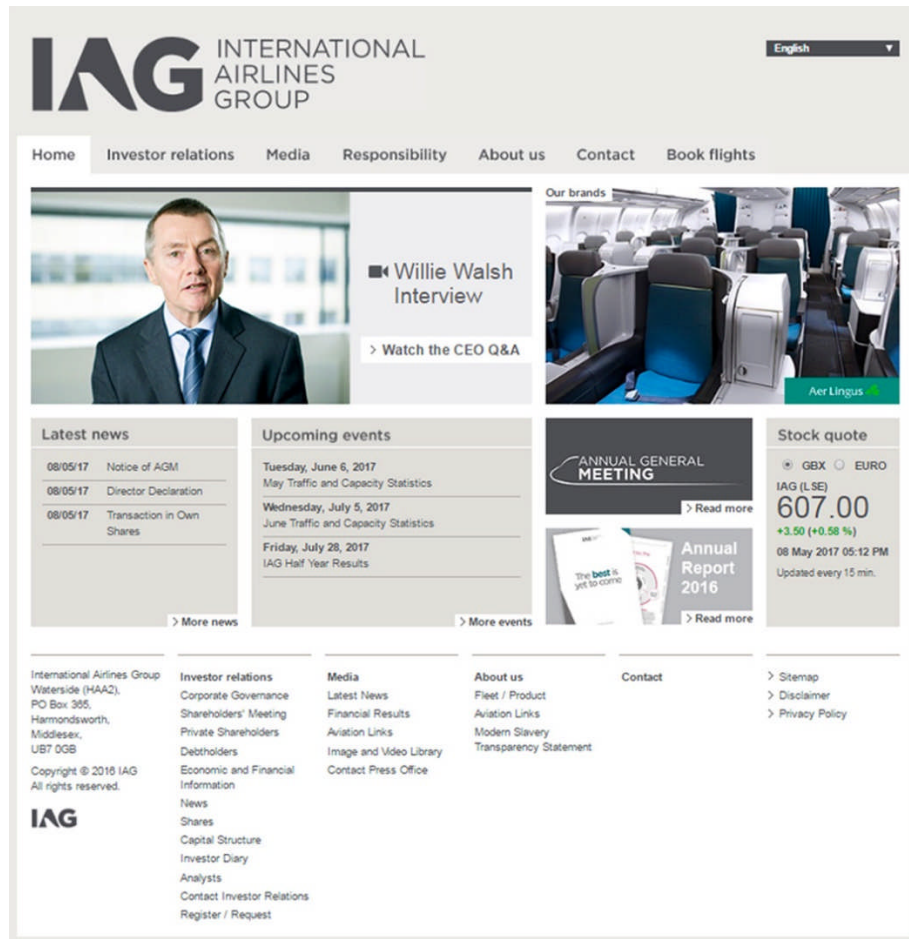 IAG INTERNATIONAL
AIRLINES
GROUP
English
Home Investor relations Media Responsibility About us Contact Book flights
Willie Walsh
Interview
> Watch the CEO Q&A
Our brands
Aer Lingus
Latest news
08/05/17 Notice of AGM
08/05/17 Director Declaration
08/05/17 Transaction in Own
Shares
> More news
Upcoming events
Tuesday, June 6, 2017
May Traffic and Capacity Statistics
Wednesday, July 5, 2017
June Traffic and Capacity Statistics
Friday, July 28, 2017
IAG Half Year Results
> More events
ANNUAL GENERAL
MEETING
> Read more
The best is
yet to come
Annual
Report
2016
> Read more
Stock quote
GBX EURO
IAG (LSE)
607.00
+3.50 (+0.58 %)
08 May 2017 05:12 PM
Updated every 15 min.
International Airlines Group
Waterside (HAA2),
PO Box 365,
Harmondsworth,
Middlesex,
UB7 0GB
Copyright © 2016 IAG
All rights reserved.
IAG
Investor relations
Corporate Governance
Shareholders' Meeting
Private Shareholders
Debtholders
Economic and Financial
Information
News
Shares
Capital Structure
Investor Diary
Analysts
Contact Investor Relations
Register / Request
Media
Latest News
Financial Results
Aviation Links
Image and Video Library
Contact Press Office
About us
Fleet / Product
Aviation Links
Modern Slavery
Transparency Statement
Contact
> Sitemap
> Disclaimer
> Privacy Policy